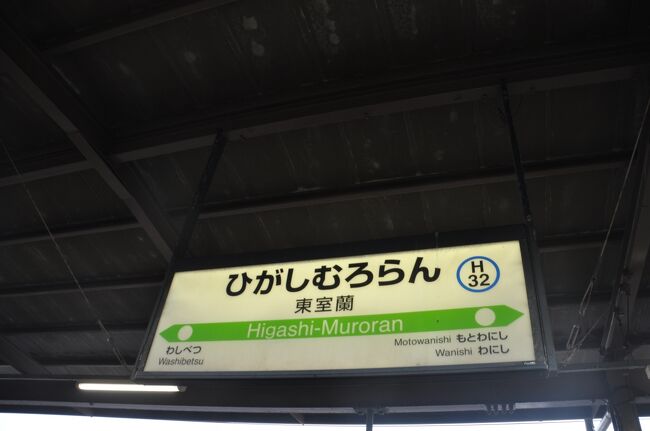 ひがしむろらん
H
32
東室蘭
Higashi-Muroran
わしべつ
Washibetsu
Motowanishi もとわにし
Wanishi わにし